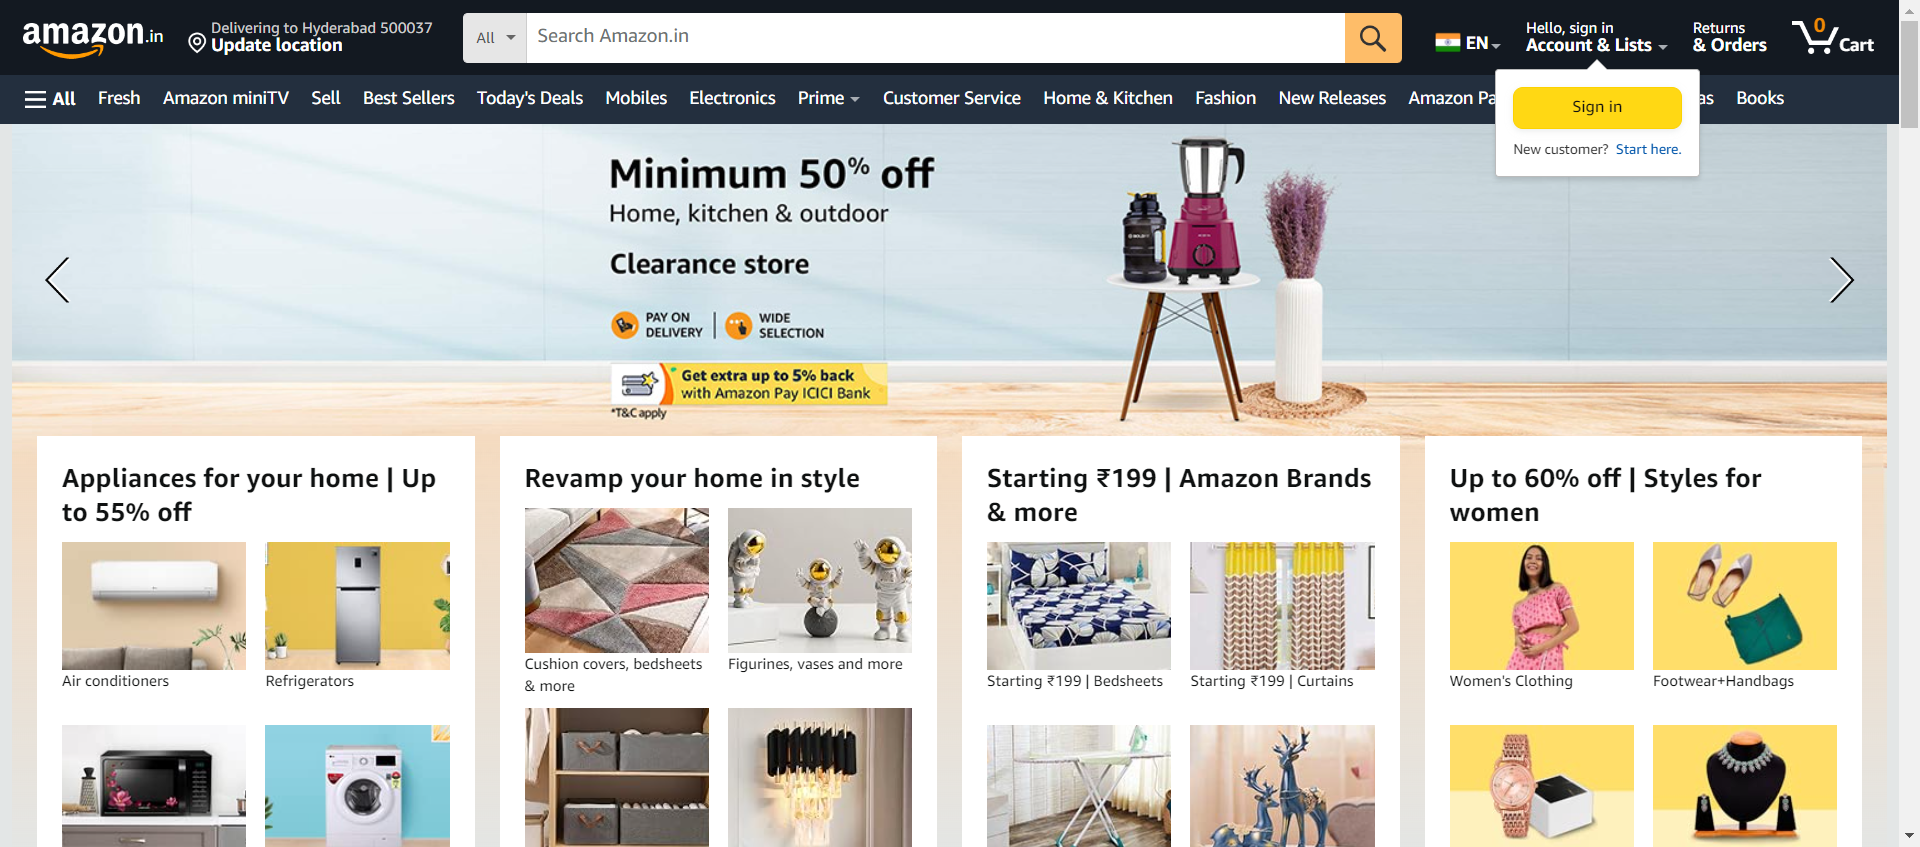 amazon.in
Delivering to Hyderabad 500037
Update location
All
Search Amazon.in
EN
Hello, sign in
Account & Lists
Returns
& Orders
0
Cart
All
Fresh
Amazon miniTV
Sell
Best Sellers
Today's Deals
Mobiles
Electronics
Prime
Customer Service
Home & Kitchen
Fashion
New Releases
Amazon Pa
as
Books
Sign in
New customer? Start here.
Minimum 50% off
Home, kitchen & outdoor
Clearance store
PAY ON
DELIVERY
WIDE
SELECTION
Get extra up to 5% back
with Amazon Pay ICICI Bank
*T&C apply
Appliances for your home | Up
to 55% off
Air conditioners
Refrigerators
Revamp your home in style
Cushion covers, bedsheets
& more
Figurines, vases and more
Starting ₹199 | Amazon Brands
& more
Starting ₹199 | Bedsheets
Starting ₹199 | Curtains
Up to 60% off | Styles for
women
Women's Clothing
Footwear+Handbags